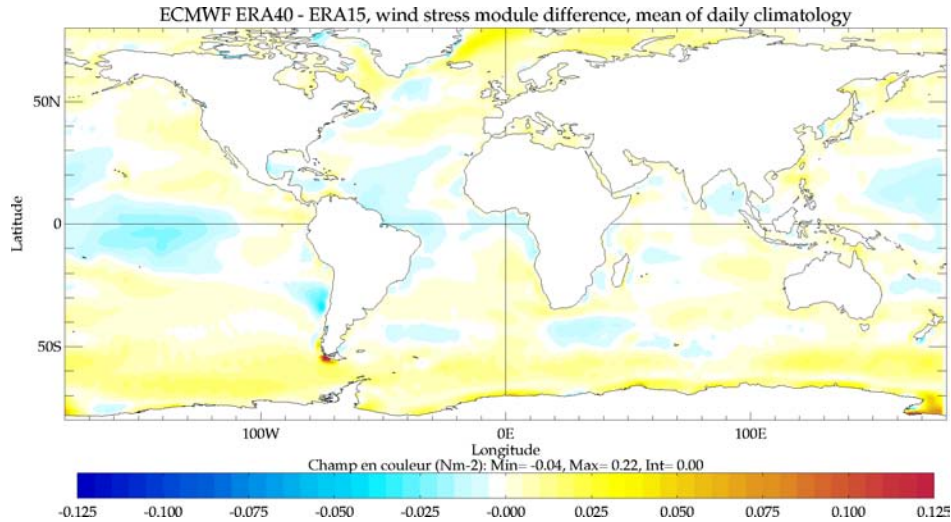 ECMWF ERA40 - ERA15, wind stress module difference, mean of daily climatology
50N
0
50S
Latitude
100W
0E
100E
Longitude
Champ en couleur (Nm-2): Min= -0.04, Max= 0.22, Int= 0.00
-0.125 -0.100 -0.075 -0.050 -0.025 -0.000 0.025 0.050 0.075 0.100 0.125